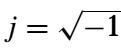 j = √−1